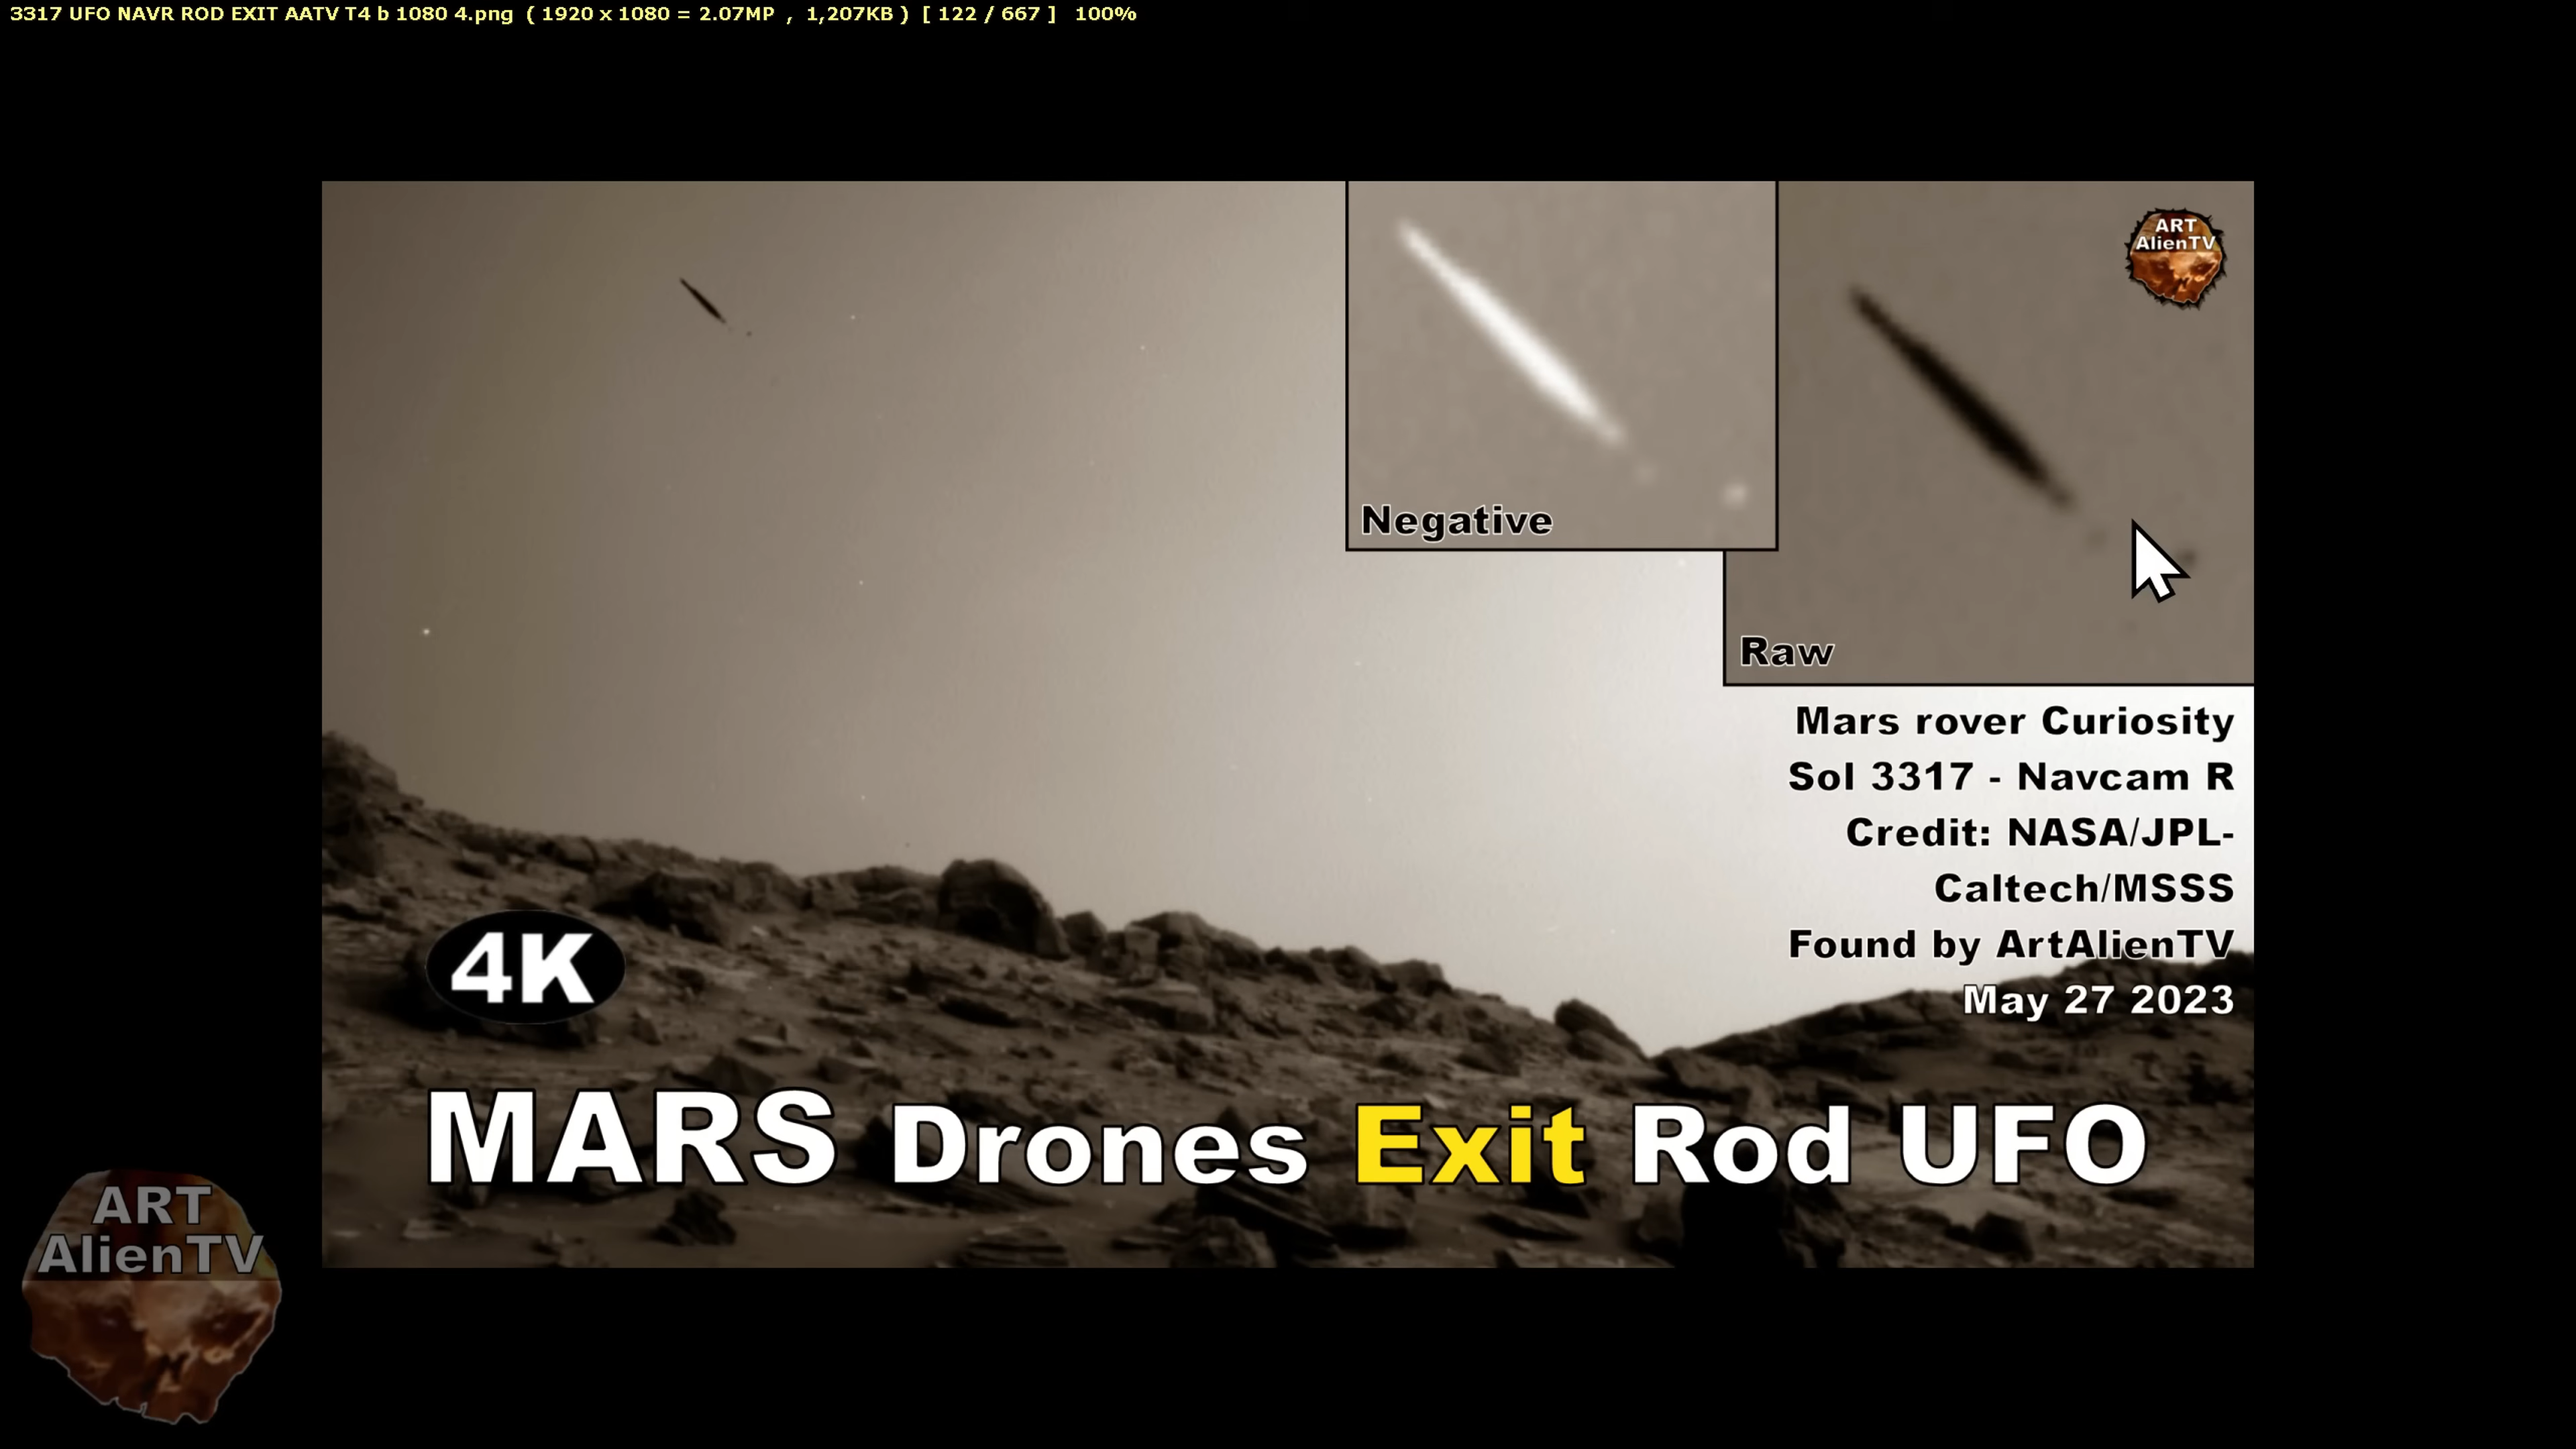 3317 UFO NAVR ROD EXIT AATV T4 b 1080 4.png ( 1920 x 1080 = 2.07MP , 1,207KB ) [ 122 / 667 ] 100%
ART
AlienTV
Negative
Raw
Mars rover Curiosity
Sol 3317 - Navcam R
Credit: NASA/JPL-
Caltech/MSSS
Found by ArtAlienTV
May 27 2023
4K
MARS Drones Exit Rod UFO
ART
AlienTV